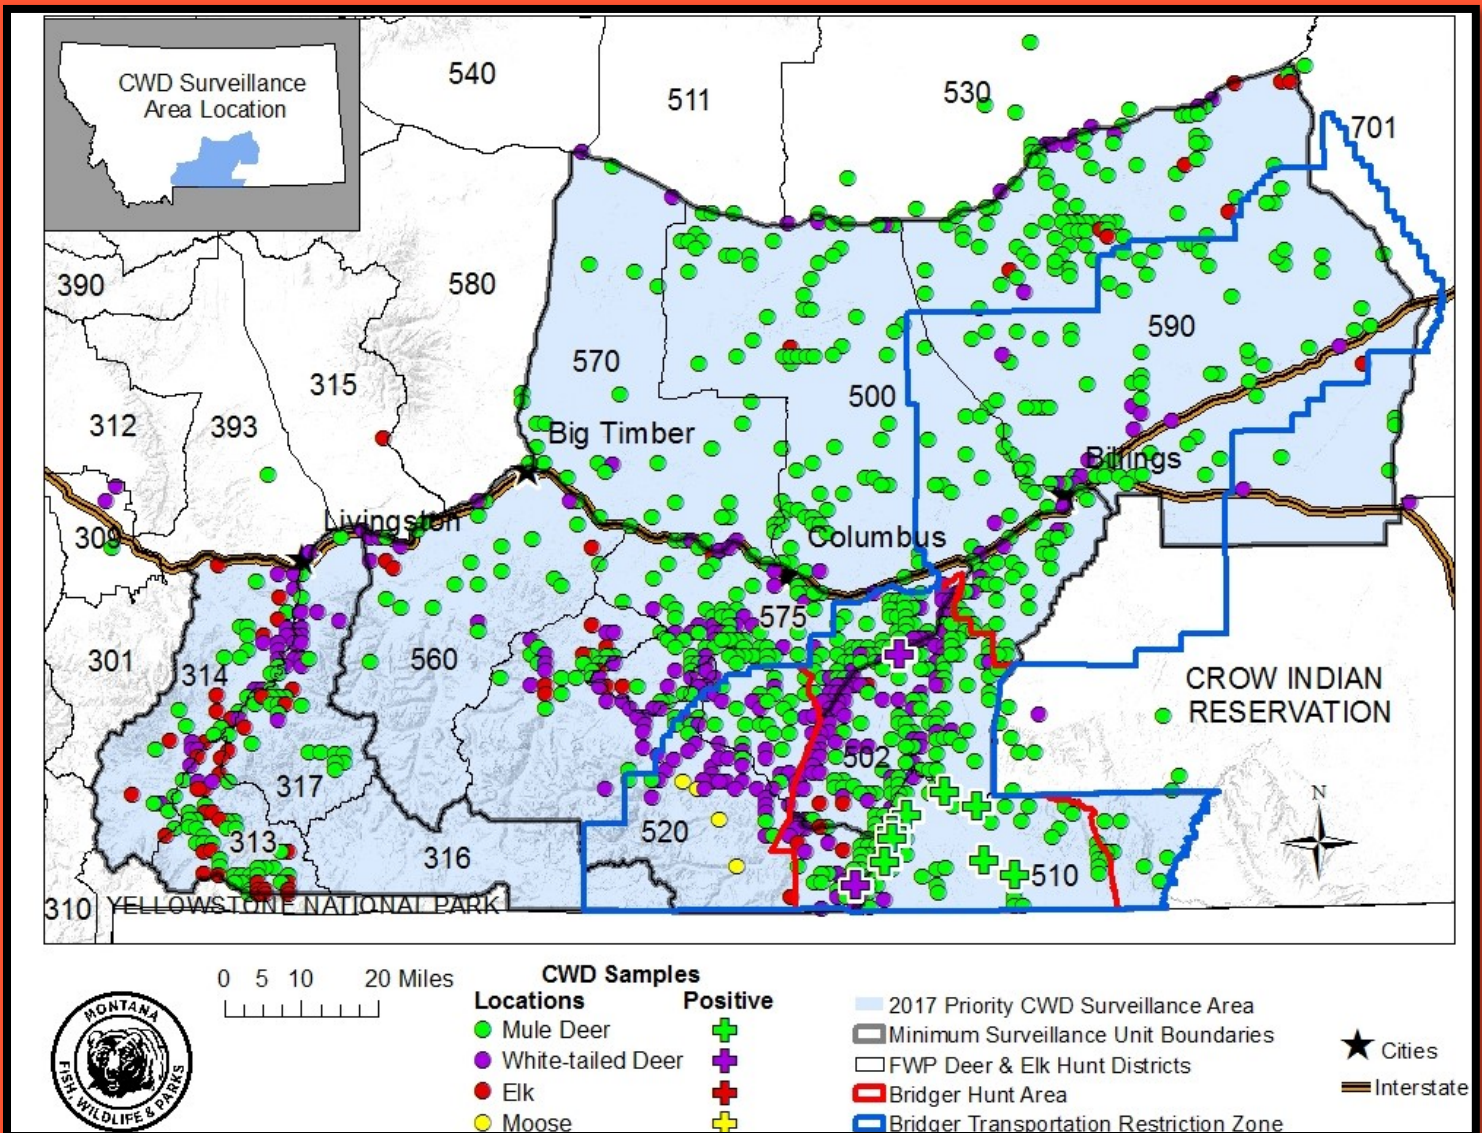 CWD Surveillance
Area Location
540
511
530
701
390
580
315
570
590
500
312
393
Big Timber
Billings
Livingston
309
Columbus
575
301
314
560
CROW INDIAN
RESERVATION
502
317
N
313
520
316
510
310
YELLOWSTONE NATIONAL PARK
0 5 10 20 Miles
CWD Samples
Locations Positive
Mule Deer
White-tailed Deer
Elk
Moose
2017 Priority CWD Surveillance Area
Minimum Surveillance Unit Boundaries
FWP Deer & Elk Hunt Districts
Bridger Hunt Area
Bridger Transportation Restriction Zone
Cities
Interstate
MONTANA
FISH, WILDLIFE & PARKS